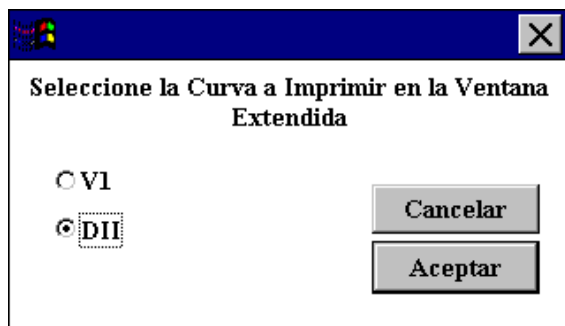 Seleccione la Curva a Imprimir en la Ventana
Extendida
V1
DII
Cancelar
Aceptar